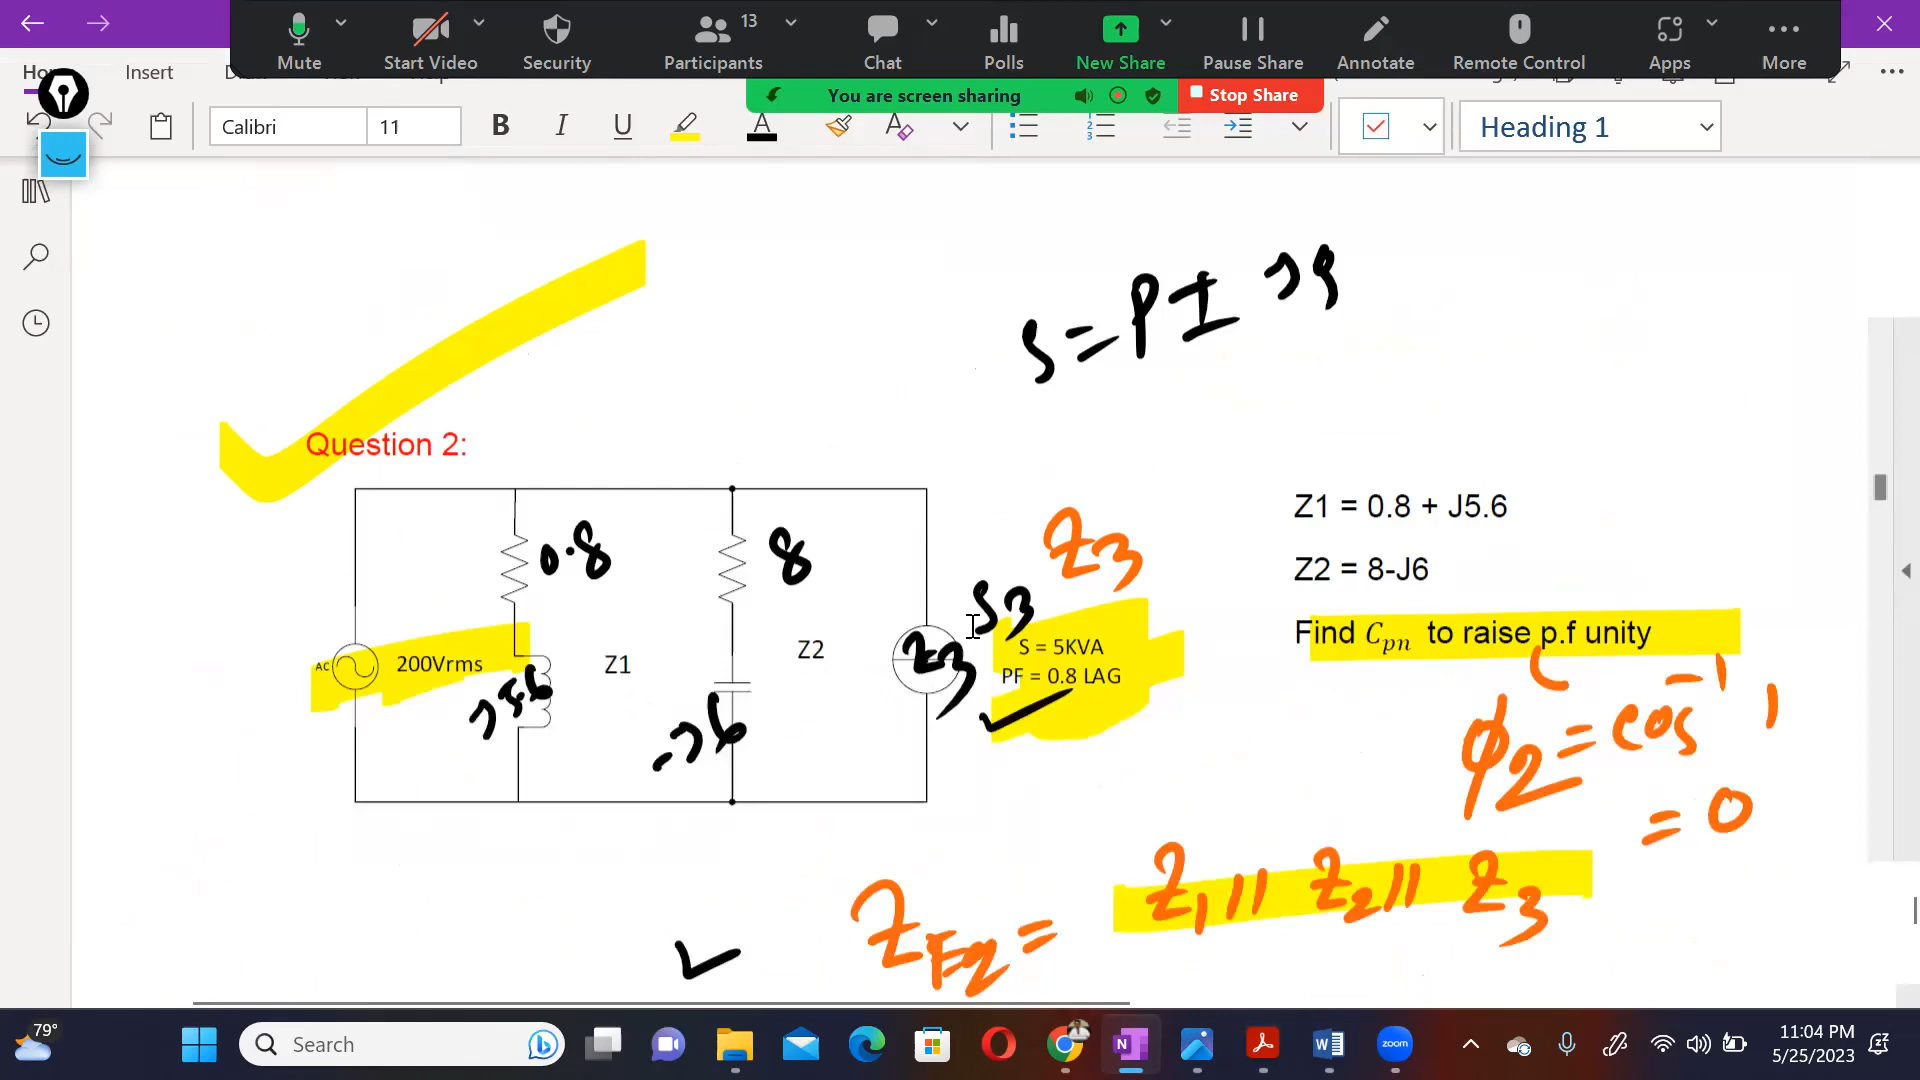 Mute
Start Video
Security
Participants
13
Chat
Polls
New Share
Pause Share
Annotate
Remote Control
Apps
More
Insert
You are screen sharing
Stop Share
Calibri
11
B I U
A
Heading 1
S = P I
Question 2:
AC
200Vrms
0.8
Z1
8
Z2
-J6
Z3
S3
Z3
S = 5KVA
PF = 0.8 LAG
Z1 = 0.8 + J5.6
Z2 = 8-J6
Find Cpn to raise p.f unity
ϕ2 = cos⁻¹ 1
= 0
ZEq = Z1 || Z2 || Z3
79°
Search
11:04 PM
5/25/2023